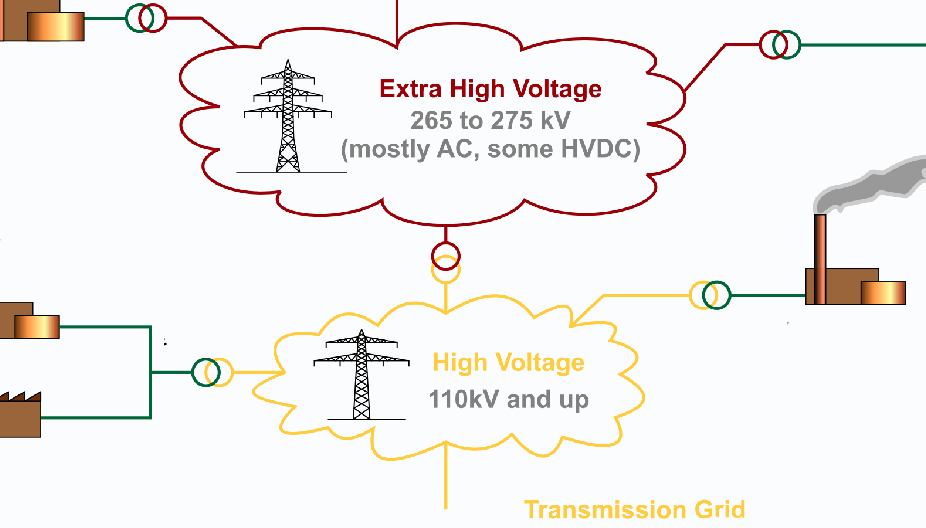 Extra High Voltage
265 to 275 kV
(mostly AC, some HVDC)
High Voltage
110kV and up
Transmission Grid